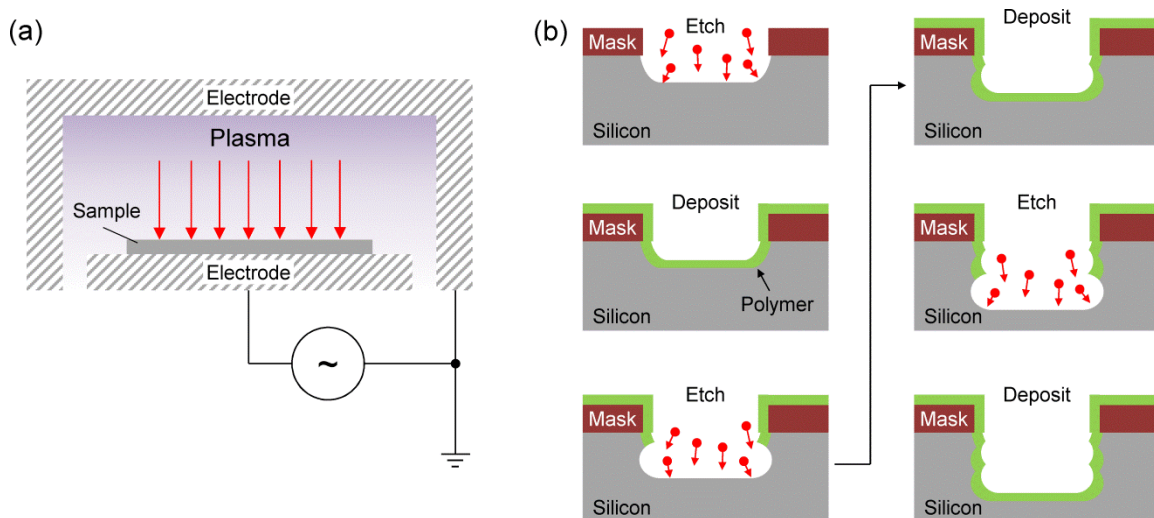 (a)
Electrode
Plasma
Sample
Electrode
~
(b)
Etch
Mask
Silicon
Deposit
Mask
Polymer
Silicon
Etch
Mask
Silicon
Deposit
Mask
Silicon
Etch
Mask
Silicon
Deposit
Mask
Silicon